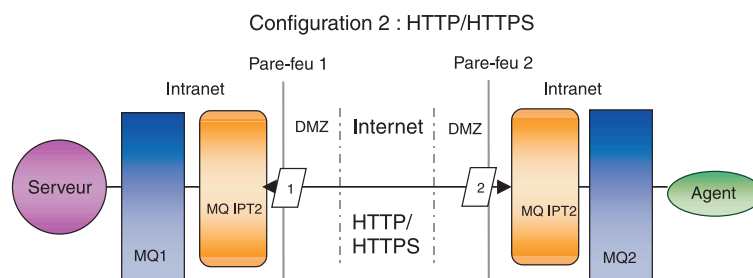 Configuration 2 : HTTP/HTTPS
Pare-feu 1
Pare-feu 2
Intranet
Intranet
DMZ
Internet
DMZ
Serveur
1
2
Agent
MQ IPT2
MQ IPT2
HTTP/
HTTPS
MQ1
MQ2